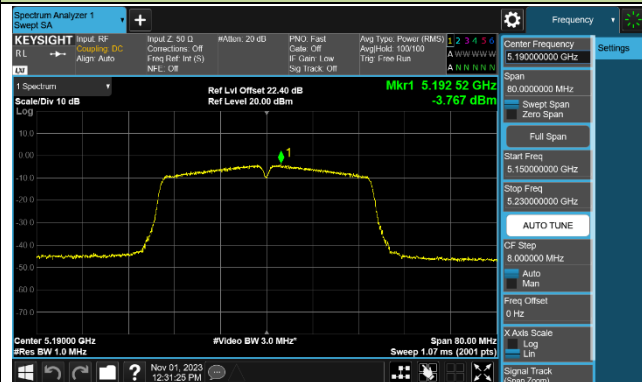 Spectrum Analyzer 1
Swept SA
Frequency
KEYSIGHT
RL
Input: RF
Coupling: DC
Align: Auto
Input Z: 50 Ω
Corrections: Off
Freq Ref: Int (S)
NFE: Off
#Atten: 20 dB
PNO: Fast
Gate: Off
IF Gain: Low
Sig Track: Off
Avg Type: Power (RMS)
Avg|Hold: 100/100
Trig: Free Run
1 2 3 4 5 6
A W W W W W
A N N N N N
1 Spectrum
Scale/Div 10 dB
Log
Ref Lvl Offset 22.40 dB
Ref Level 20.00 dBm
Mkr1 5.192 52 GHz
-3.767 dBm
10.0
0.00
-10.0
-20.0
-30.0
-40.0
-50.0
-60.0
-70.0
1
Center 5.19000 GHz
#Res BW 1.0 MHz
#Video BW 3.0 MHz*
Span 80.00 MHz
Sweep 1.07 ms (2001 pts)
Nov 01, 2023
12:31:25 PM
Center Frequency
5.190000000 GHz
Settings
Span
80.0000000 MHz
Swept Span
Zero Span
Full Span
Start Freq
5.150000000 GHz
Stop Freq
5.230000000 GHz
AUTO TUNE
CF Step
8.000000 MHz
Auto
Man
Freq Offset
0 Hz
X Axis Scale
Log
Lin
Signal Track
(Span Zoom)